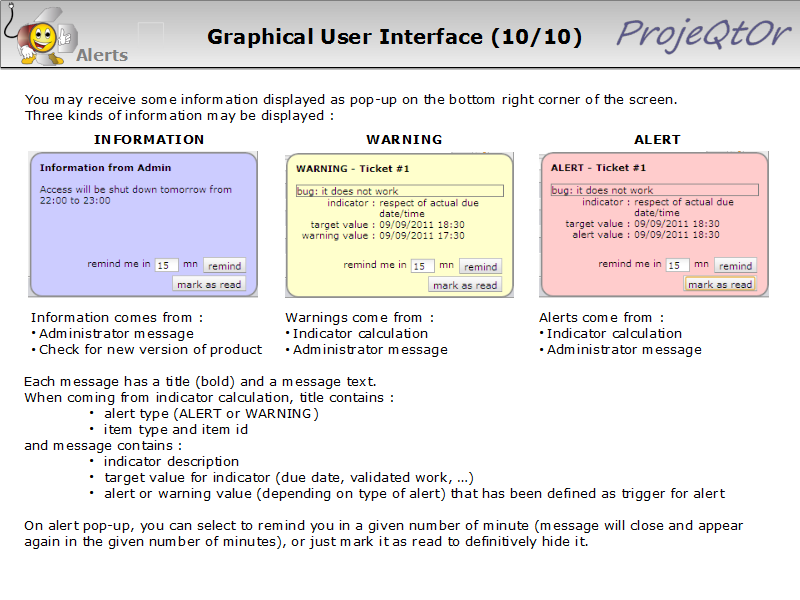 Alerts
Graphical User Interface (10/10)
ProjeQtOr
You may receive some information displayed as pop-up on the bottom right corner of the screen.
Three kinds of information may be displayed :
INFORMATION
Information from Admin
Access will be shut down tomorrow from
22:00 to 23:00
remind me in 15 mn remind
mark as read
Information comes from :
• Administrator message
• Check for new version of product
WARNING
WARNING - Ticket #1
bug: it does not work
indicator : respect of actual due
date/time
target value : 09/09/2011 18:30
warning value : 09/09/2011 17:30
remind me in 15 mn remind
mark as read
Warnings come from :
• Indicator calculation
• Administrator message
ALERT
ALERT - Ticket #1
bug: it does not work
indicator : respect of actual due
date/time
target value : 09/09/2011 18:30
alert value : 09/09/2011 18:30
remind me in 15 mn remind
mark as read
Alerts come from :
• Indicator calculation
• Administrator message
Each message has a title (bold) and a message text.
When coming from indicator calculation, title contains :
• alert type (ALERT or WARNING)
• item type and item id
and message contains :
• indicator description
• target value for indicator (due date, validated work, ...)
• alert or warning value (depending on type of alert) that has been defined as trigger for alert
On alert pop-up, you can select to remind you in a given number of minute (message will close and appear
again in the given number of minutes), or just mark it as read to definitively hide it.